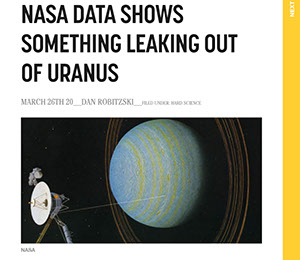 NASA DATA SHOWS
SOMETHING LEAKING OUT
OF URANUS
MARCH 26TH 20__DAN ROBITZSKI__FILED UNDER HARD SCIENCE
NASA
NEXT